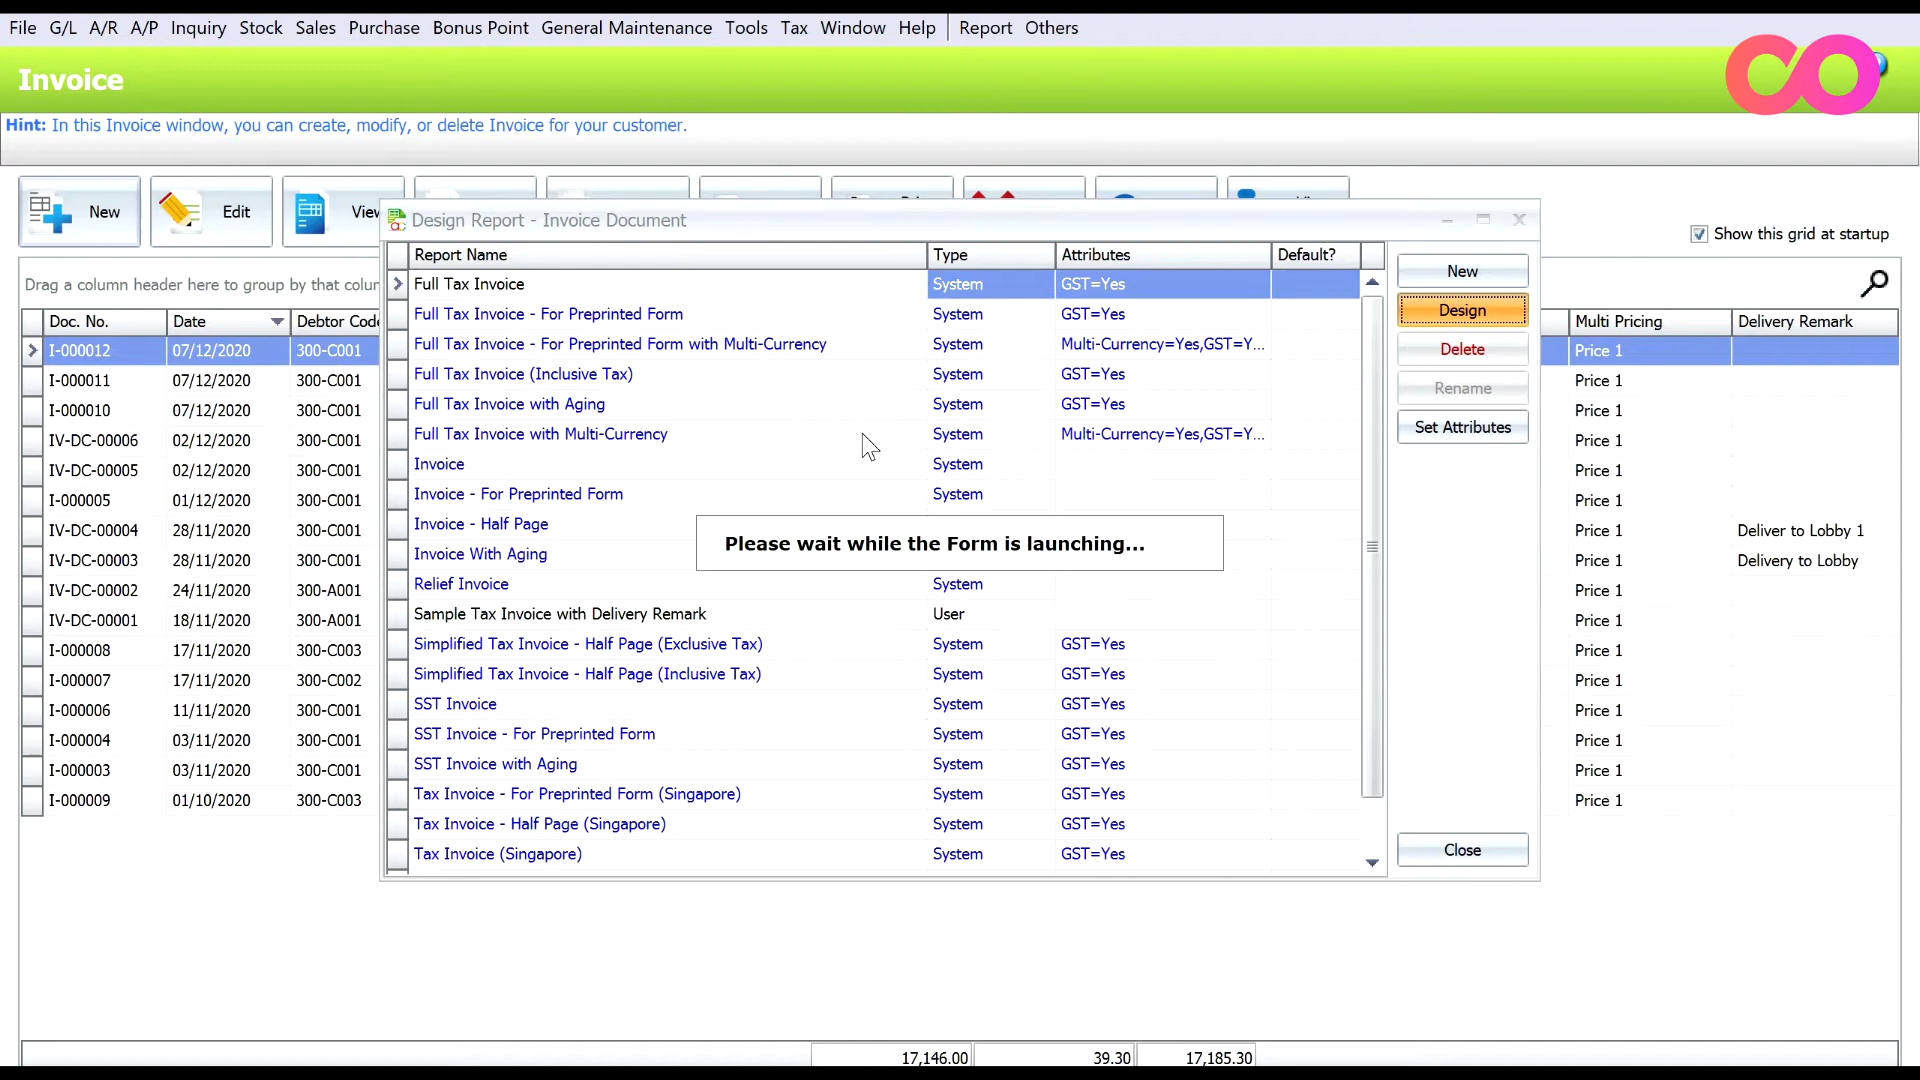 File G/L A/R A/P Inquiry Stock Sales Purchase Bonus Point General Maintenance Tools Tax Window Help Report Others
Invoice
Hint: In this Invoice window, you can create, modify, or delete Invoice for your customer.
New Edit View
Show this grid at startup
Design Report - Invoice Document
Report Name Type Attributes Default?
Full Tax Invoice System GST=Yes
Full Tax Invoice - For Preprinted Form System GST=Yes
Full Tax Invoice - For Preprinted Form with Multi-Currency System Multi-Currency=Yes,GST=Y...
Full Tax Invoice (Inclusive Tax) System GST=Yes
Full Tax Invoice with Aging System GST=Yes
Full Tax Invoice with Multi-Currency System Multi-Currency=Yes,GST=Y...
Invoice System
Invoice - For Preprinted Form System
Invoice - Half Page
Invoice With Aging
Please wait while the Form is launching...
Relief Invoice System
Sample Tax Invoice with Delivery Remark User
Simplified Tax Invoice - Half Page (Exclusive Tax) System GST=Yes
Simplified Tax Invoice - Half Page (Inclusive Tax) System GST=Yes
SST Invoice System GST=Yes
SST Invoice - For Preprinted Form System GST=Yes
SST Invoice with Aging System GST=Yes
Tax Invoice - For Preprinted Form (Singapore) System GST=Yes
Tax Invoice - Half Page (Singapore) System GST=Yes
Tax Invoice (Singapore) System GST=Yes
New
Design
Delete
Rename
Set Attributes
Close
Drag a column header here to group by that colur
Doc. No. Date Debtor Code Multi Pricing Delivery Remark
I-000012 07/12/2020 300-C001 Price 1
I-000011 07/12/2020 300-C001 Price 1
I-000010 07/12/2020 300-C001 Price 1
IV-DC-00006 02/12/2020 300-C001 Price 1
IV-DC-00005 02/12/2020 300-C001 Price 1
I-000005 01/12/2020 300-C001 Price 1
IV-DC-00004 28/11/2020 300-C001 Price 1 Deliver to Lobby 1
IV-DC-00003 28/11/2020 300-C001 Price 1 Delivery to Lobby
IV-DC-00002 24/11/2020 300-A001 Price 1
IV-DC-00001 18/11/2020 300-A001 Price 1
I-000008 17/11/2020 300-C003 Price 1
I-000007 17/11/2020 300-C002 Price 1
I-000006 11/11/2020 300-C001 Price 1
I-000004 03/11/2020 300-C001 Price 1
I-000003 03/11/2020 300-C001 Price 1
I-000009 01/10/2020 300-C003 Price 1
17,146.00 39.30 17,185.30